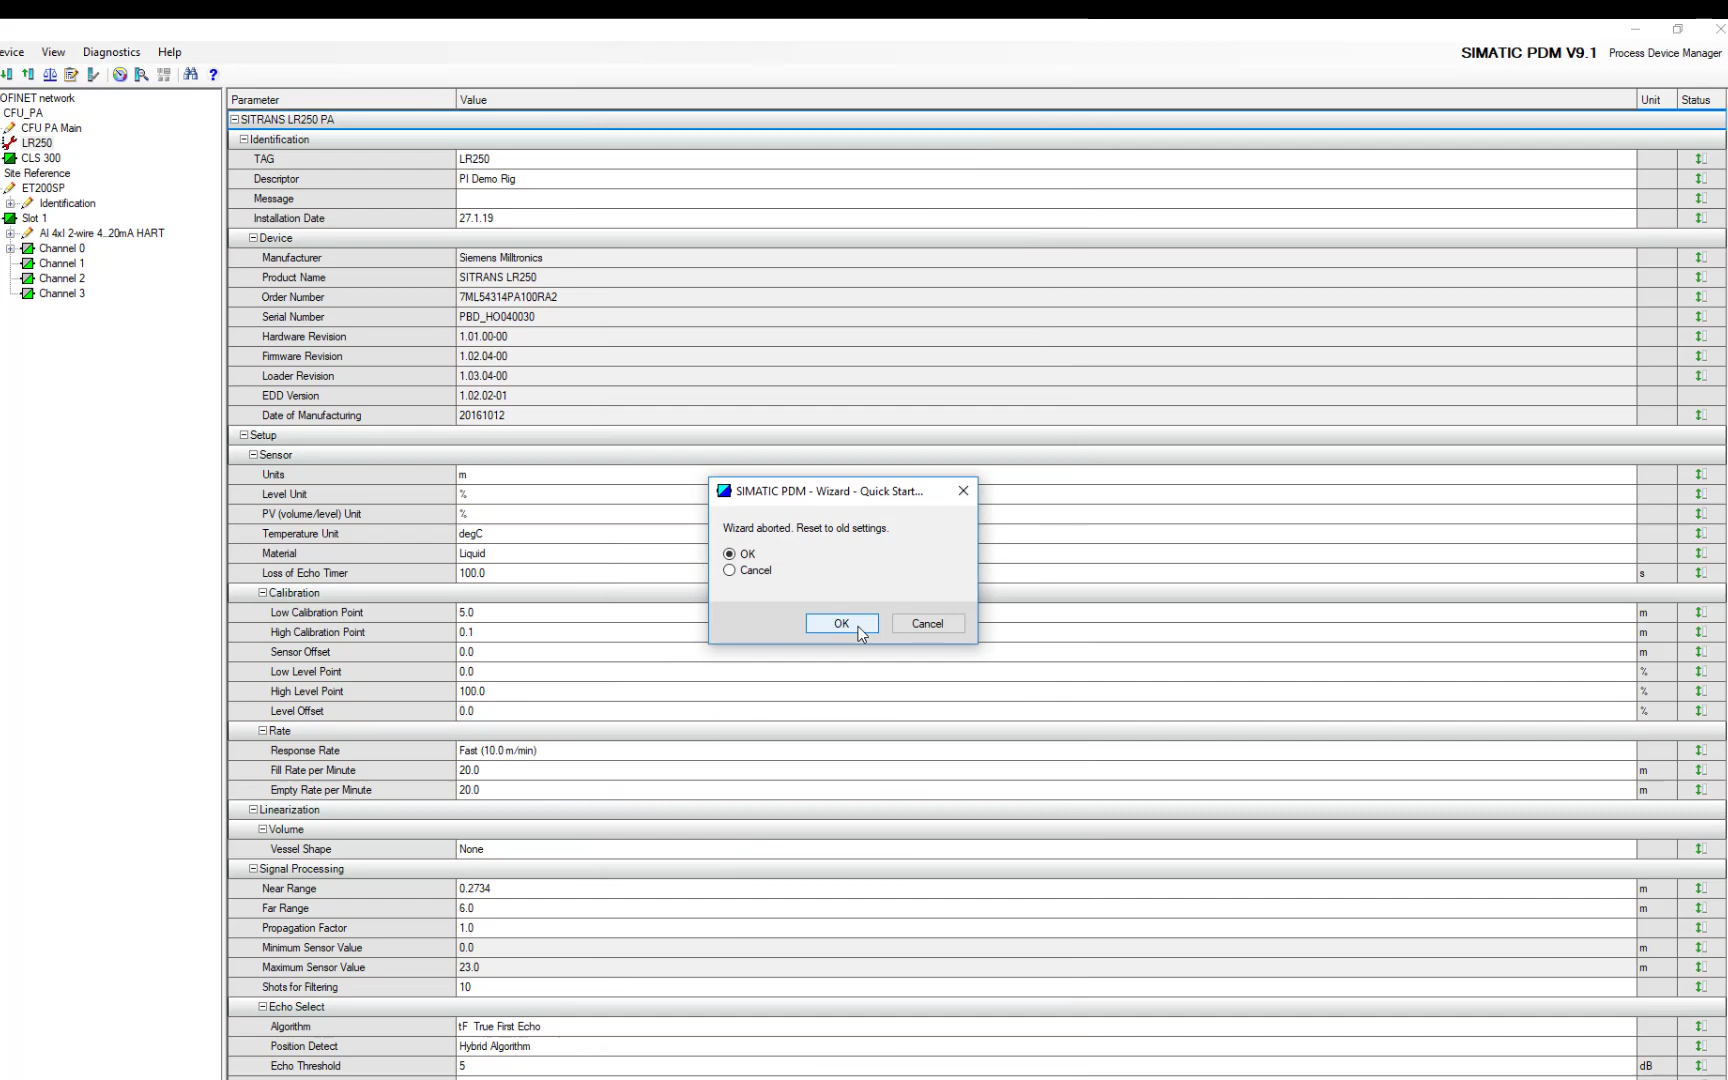 evice View Diagnostics Help
SIMATIC PDM V9.1 Process Device Manager
?
OFINET network
CFU_PA
CFU PA Main
LR250
CLS 300
Site Reference
ET200SP
Identification
Slot 1
AI 4xI 2-wire 4..20mA HART
Channel 0
Channel 1
Channel 2
Channel 3
Parameter Value Unit Status
SITRANS LR250 PA
Identification
TAG LR250
Descriptor PI Demo Rig
Message
Installation Date 27.1.19
Device
Manufacturer Siemens Milltronics
Product Name SITRANS LR250
Order Number 7ML54314PA100RA2
Serial Number PBD_HO040030
Hardware Revision 1.01.00-00
Firmware Revision 1.02.04-00
Loader Revision 1.03.04-00
EDD Version 1.02.02-01
Date of Manufacturing 20161012
Setup
Sensor
Units m
Level Unit %
PV (volume/level) Unit %
Temperature Unit degC
Material Liquid
Loss of Echo Timer 100.0 s
Calibration
Low Calibration Point 5.0 m
High Calibration Point 0.1 m
Sensor Offset 0.0 m
Low Level Point 0.0 %
High Level Point 100.0 %
Level Offset 0.0 %
Rate
Response Rate Fast (10.0 m/min)
Fill Rate per Minute 20.0 m
Empty Rate per Minute 20.0 m
Linearization
Volume
Vessel Shape None
Signal Processing
Near Range 0.2734 m
Far Range 6.0 m
Propagation Factor 1.0
Minimum Sensor Value 0.0 m
Maximum Sensor Value 23.0 m
Shots for Filtering 10
Echo Select
Algorithm tF True First Echo
Position Detect Hybrid Algorithm
Echo Threshold 5 dB
SIMATIC PDM - Wizard - Quick Start...
Wizard aborted. Reset to old settings.
OK
Cancel
OK Cancel